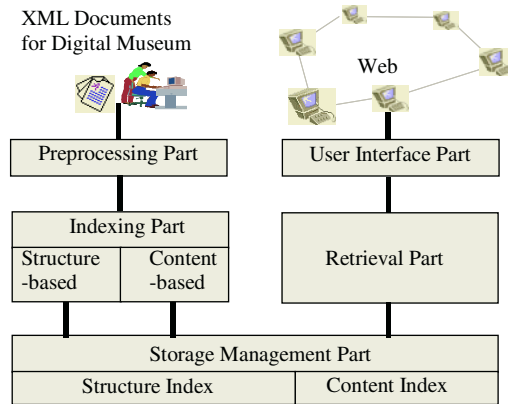 XML Documents
for Digital Museum
Web
Preprocessing Part
User Interface Part
Indexing Part
Structure
-based
Content
-based
Retrieval Part
Storage Management Part
Structure Index
Content Index